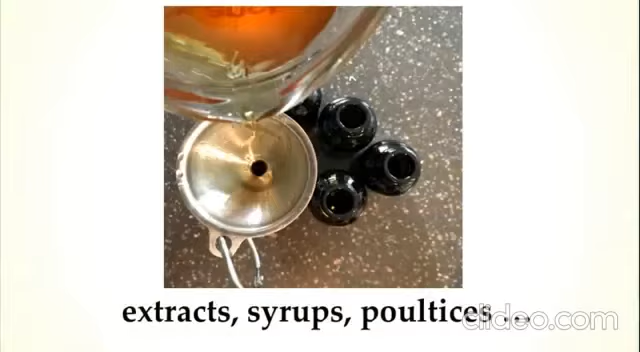 extracts, syrups, poultices ...
clideo.com